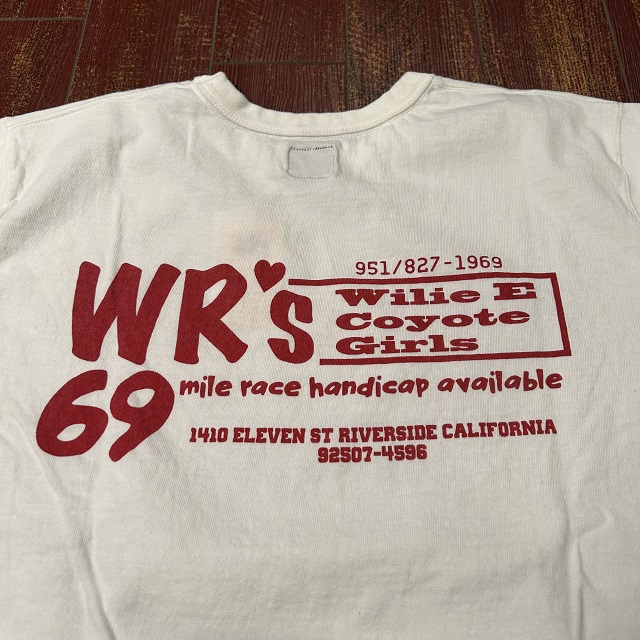 951/827-1969
WR's
Wilie E
Coyote
Girls
69 mile race handicap available
1410 ELEVEN ST RIVERSIDE CALIFORNIA
92507-4596